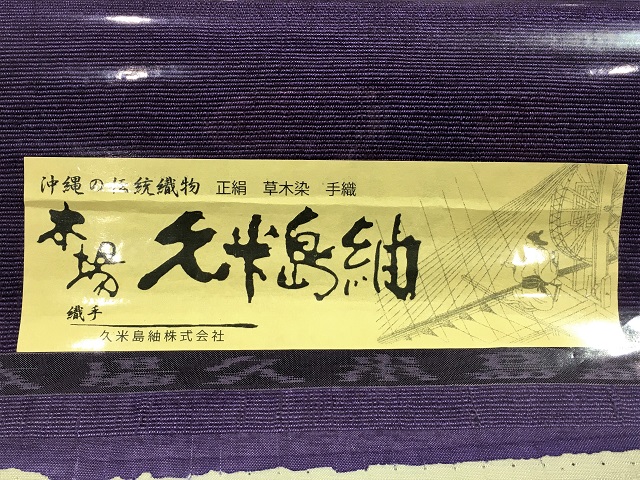 沖縄の伝統織物 正絹 草木染 手織
本場 久米島紬
織手
久米島紬株式会社